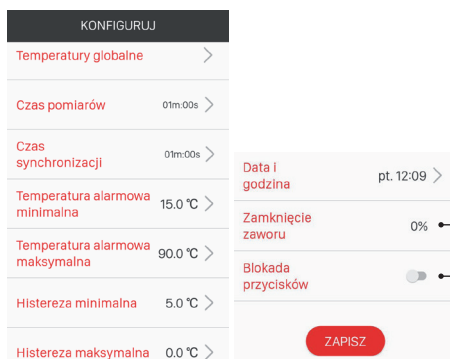 KONFIGURUJ
Temperatury globalne
Czas pomiarów 01m:00s
Czas
synchronizacji 01m:00s
Temperatura alarmowa
minimalna 15.0 °C
Temperatura alarmowa
maksymalna 90.0 °C
Histereza minimalna 5.0 °C
Histereza maksymalna 0.0 °C
Data i
godzina pt. 12:09
Zamknięcie
zaworu 0%
Blokada
przycisków
ZAPISZ